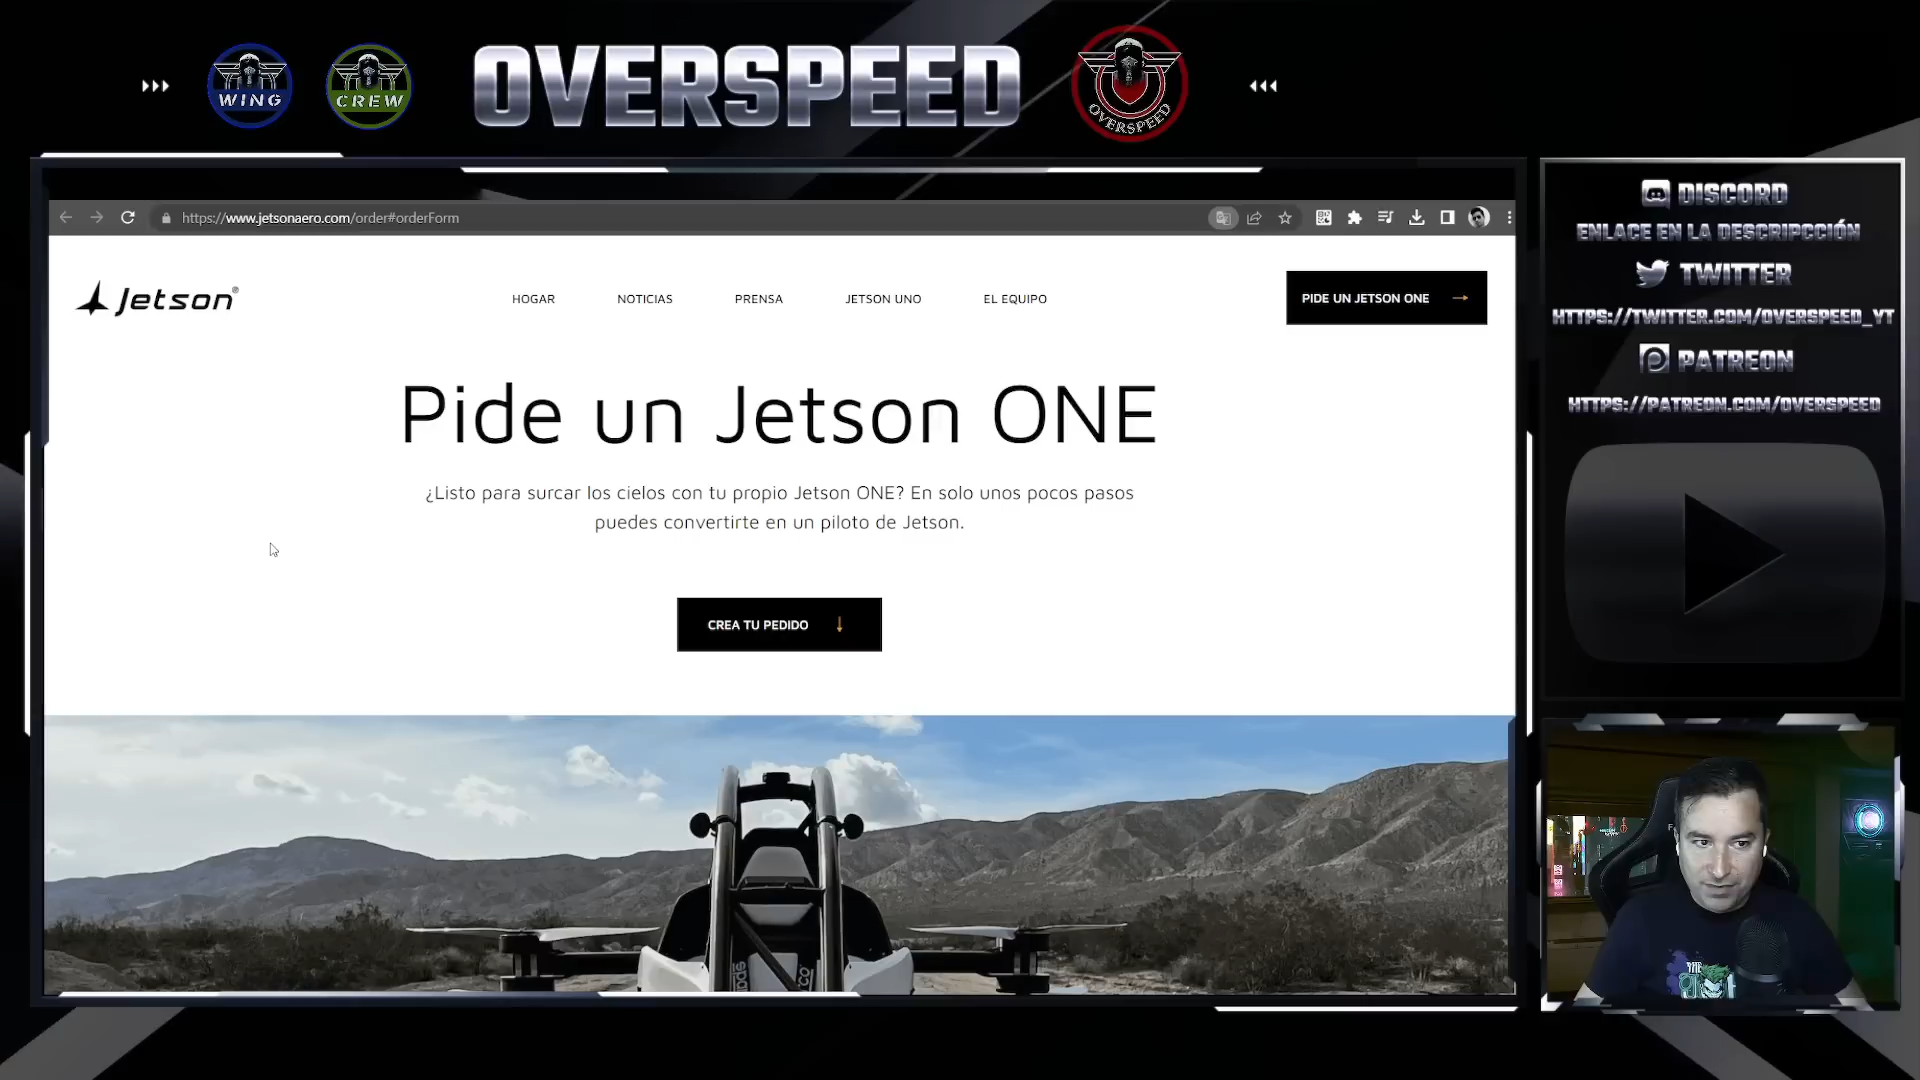 WING
CREW
OVERSPEED
OVERSPEED
https://www.jetsonaero.com/order#orderForm
Jetson®
HOGAR
NOTICIAS
PRENSA
JETSON UNO
EL EQUIPO
PIDE UN JETSON ONE
Pide un Jetson ONE
¿Listo para surcar los cielos con tu propio Jetson ONE? En solo unos pocos pasos
puedes convertirte en un piloto de Jetson.
CREA TU PEDIDO
DISCORD
ENLACE EN LA DESCRIPCCIÓN
TWITTER
HTTPS://TWITTER.COM/OVERSPEED_YT
PATREON
HTTPS://PATREON.COM/OVERSPEED
THE